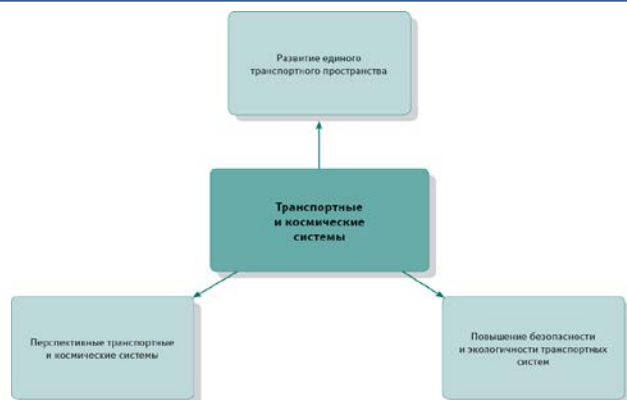 Развитие единого
транспортного пространства
Транспортные
и космические
системы
Перспективные транспортные
и космические системы
Повышение безопасности
и экологичности транспортных
систем